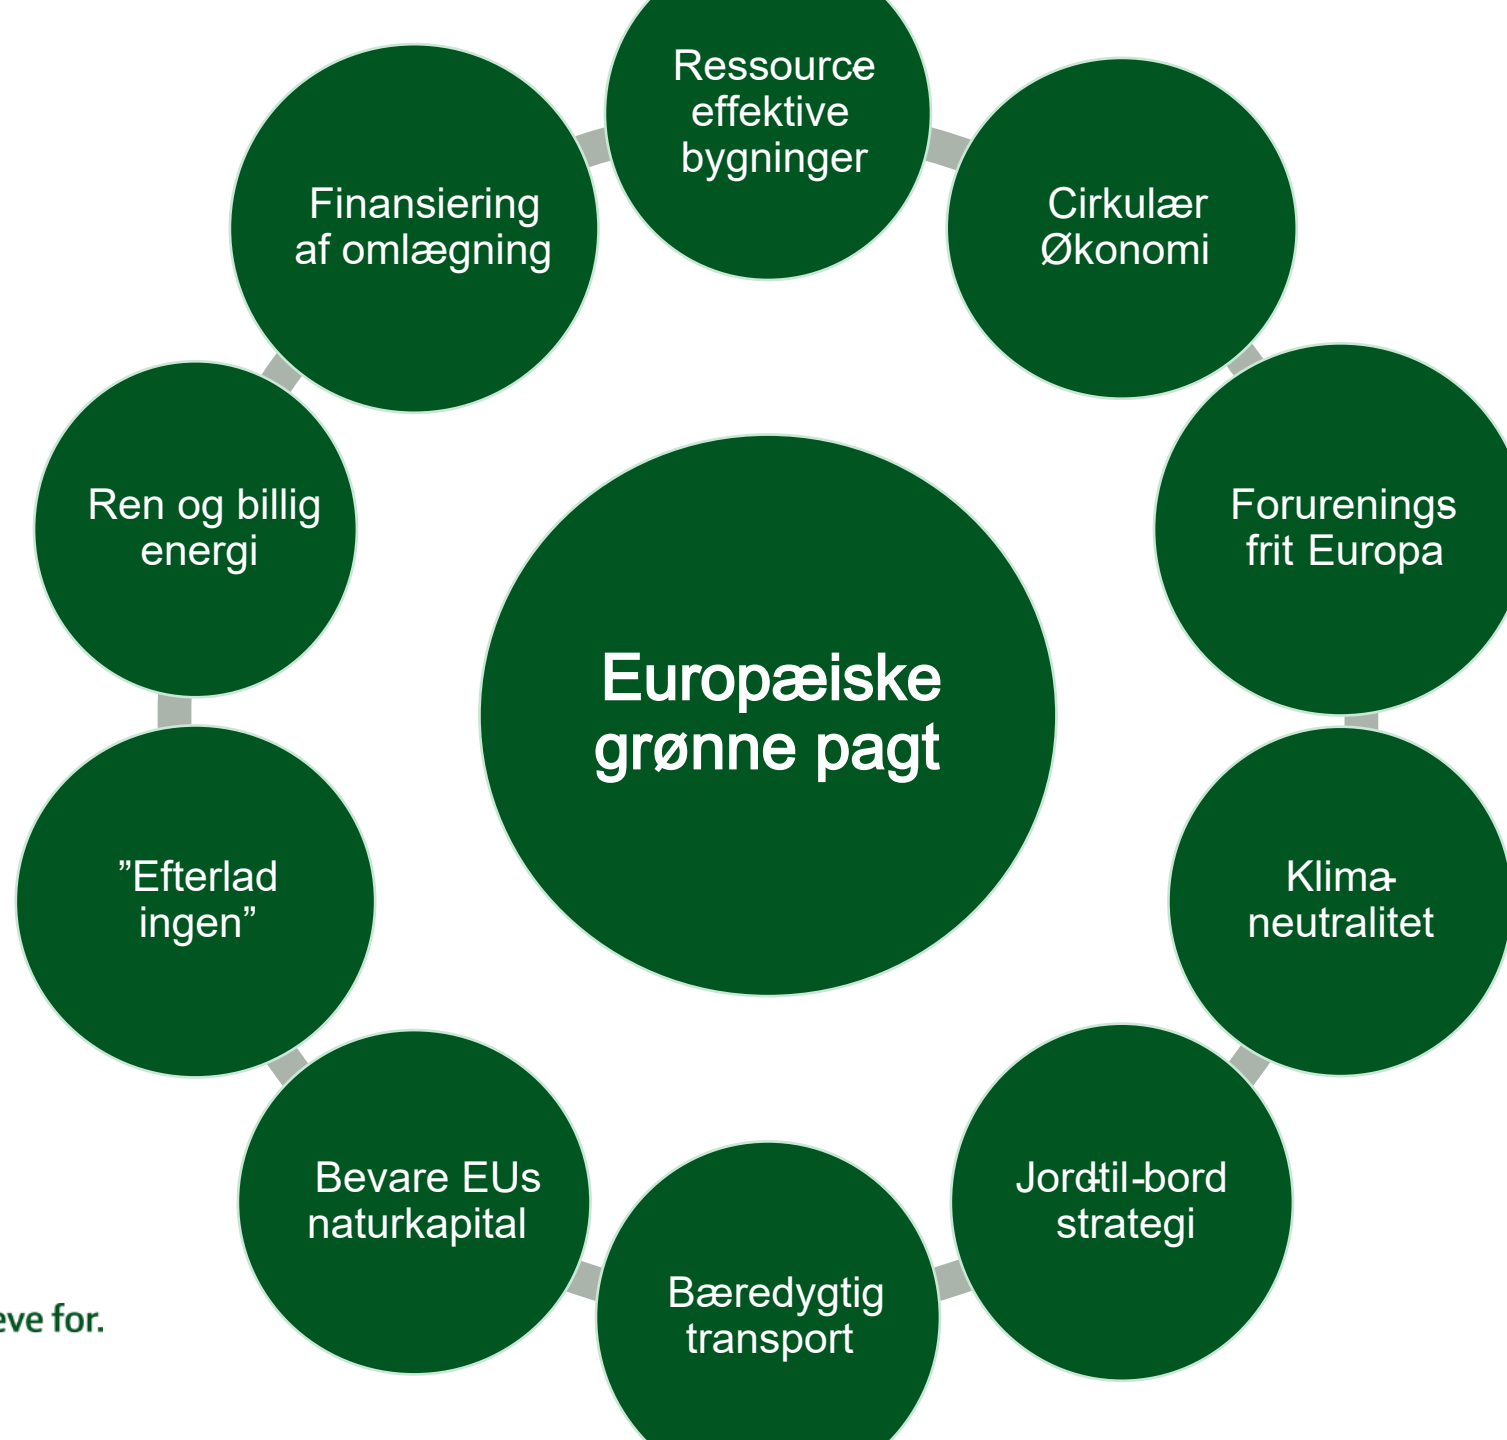 Ressource-
effektive
bygninger
Cirkulær
Økonomi
Forurenings
frit Europa
Klima-
neutralitet
Jord-til-bord
strategi
Bæredygtig
transport
Bevare EUs
naturkapital
”Efterlad
ingen”
Ren og billig
energi
Finansiering
af omlægning
Europæiske
grønne pagt
for.